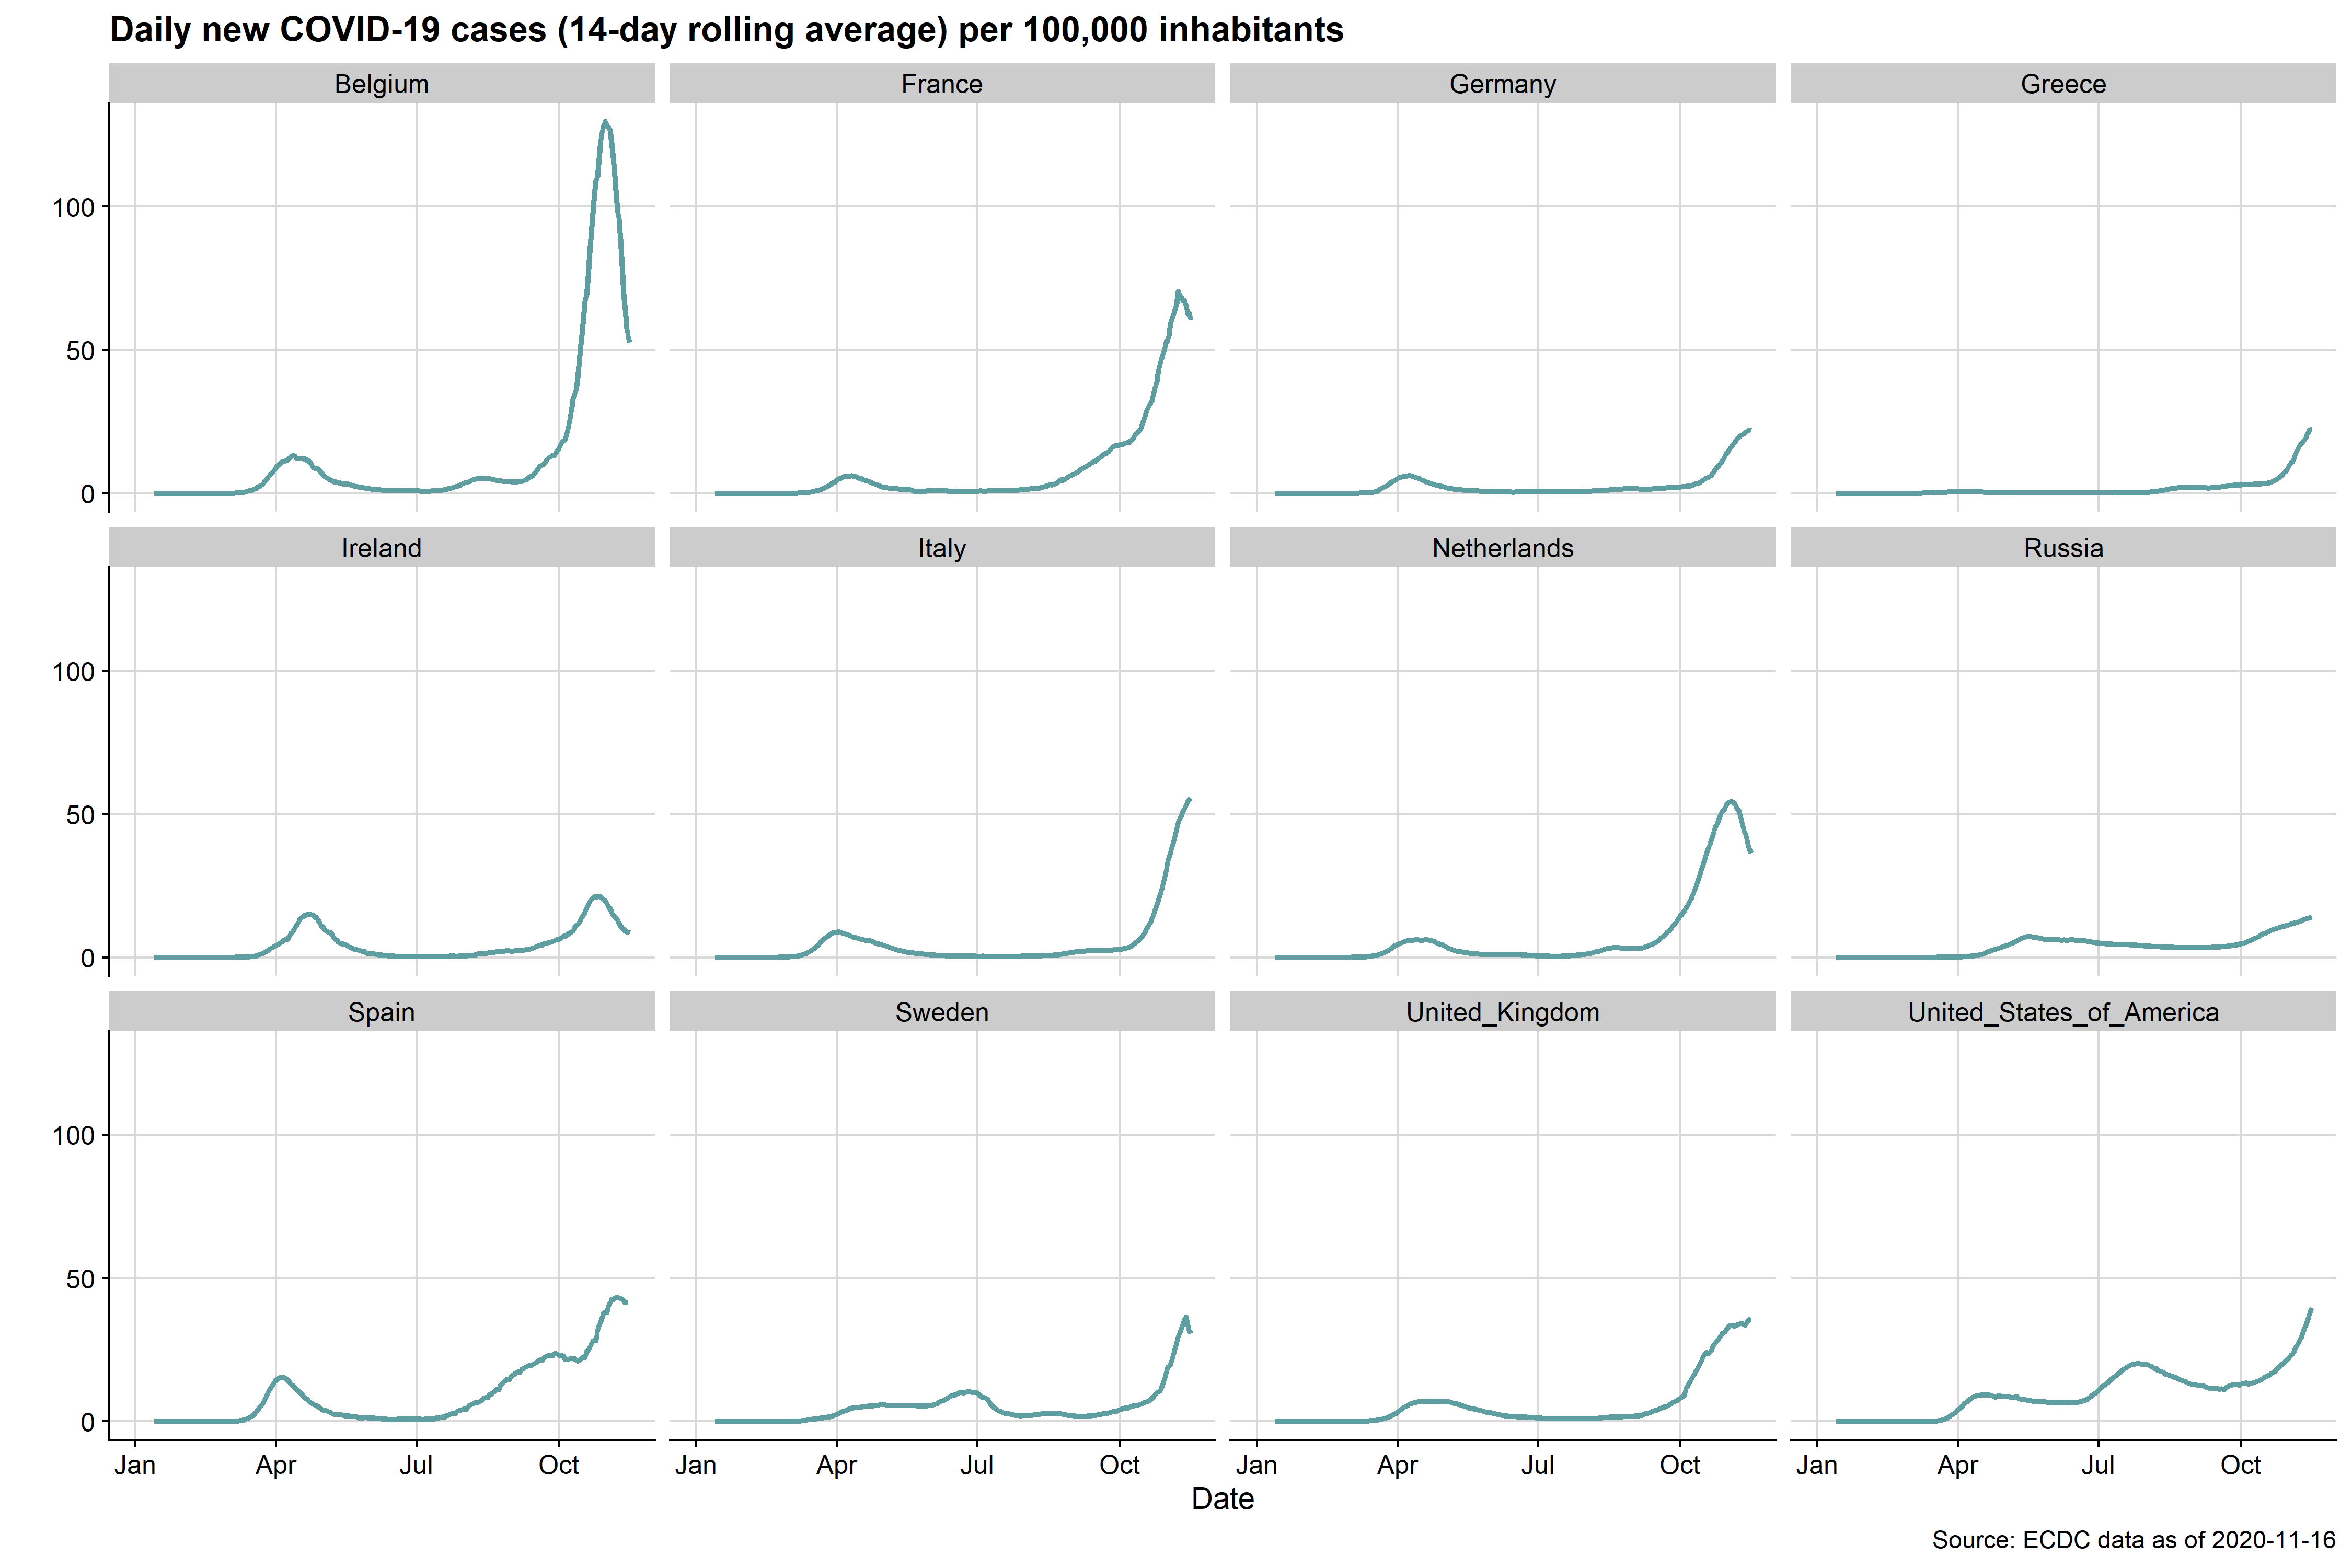 Daily new COVID-19 cases (14-day rolling average) per 100,000 inhabitants
Belgium France Germany Greece
100
50
0
Ireland Italy Netherlands Russia
100
50
0
Spain Sweden United_Kingdom United_States_of_America
100
50
0
Jan Apr Jul Oct Jan Apr Jul Oct Jan Apr Jul Oct Jan Apr Jul Oct
Date
Source: ECDC data as of 2020-11-16